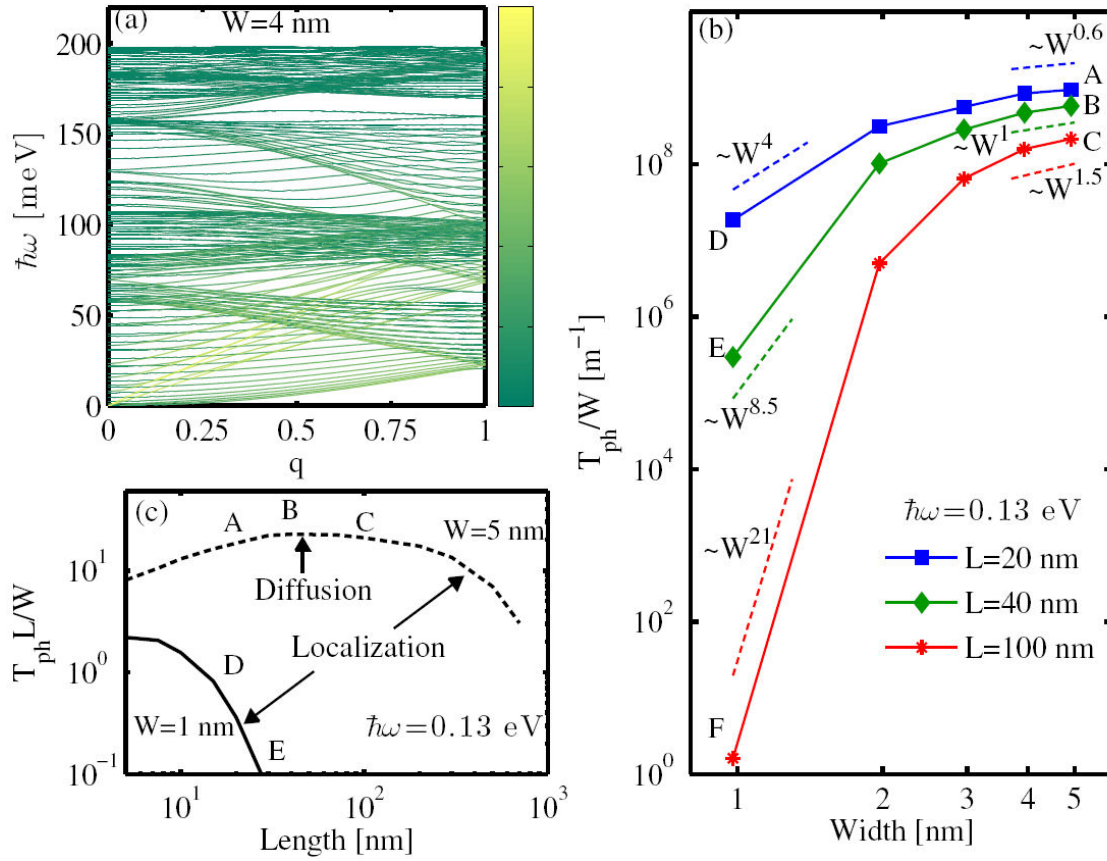 (a)
W=4 nm
200
150
100
50
0
ħω [meV]
0 0.25 0.5 0.75 1
q
(b)
~W^0.6
A
B
C
~W^4
~W^1
~W^1.5
D
E
~W^8.5
~W^21
F
ħω=0.13 eV
L=20 nm
L=40 nm
L=100 nm
T_ph/W [m^−1]
10^8
10^6
10^4
10^2
10^0
1 2 3 4 5
Width [nm]
(c)
A B C
W=5 nm
Diffusion
Localization
D
W=1 nm
E
ħω=0.13 eV
T_ph L/W
10^1
10^0
10^−1
10^1 10^2 10^3
Length [nm]